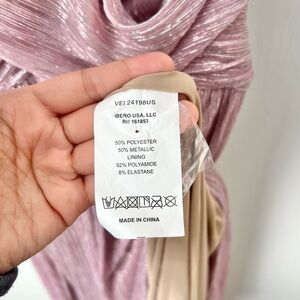 VEI 24198US
IBERO USA, LLC
RN 161853
50% POLYESTER
50% METALLIC
LINING
92% POLYAMIDE
8% ELASTANE
MADE IN CHINA